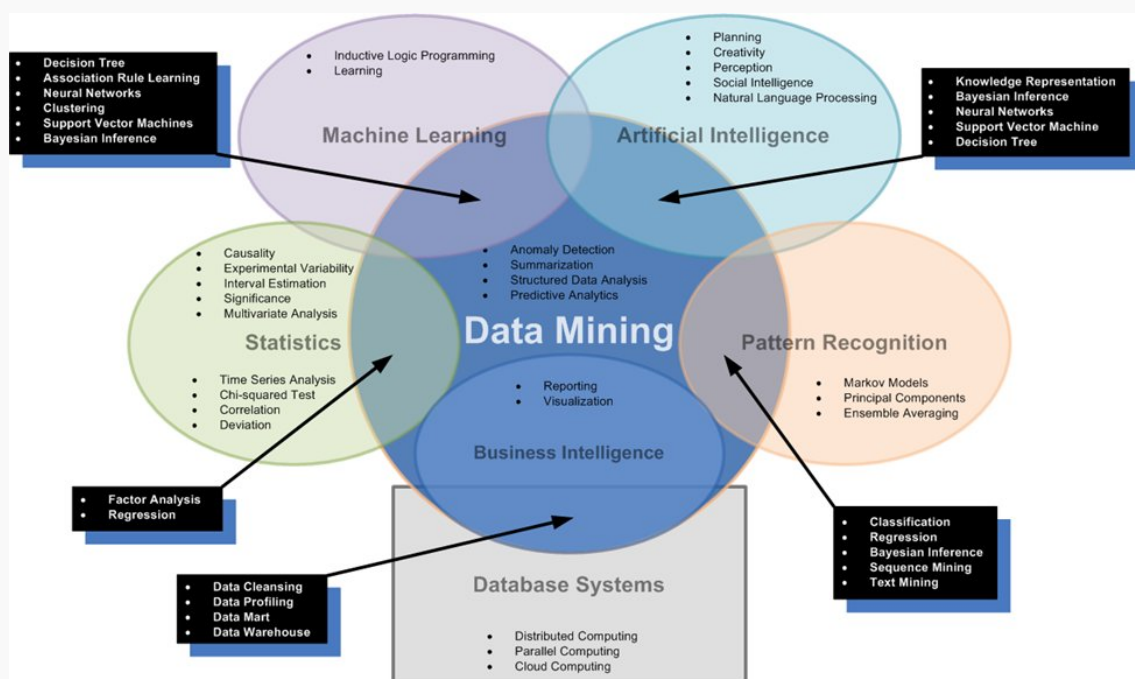 Decision Tree
Association Rule Learning
Neural Networks
Clustering
Support Vector Machines
Bayesian Inference
Inductive Logic Programming
Learning
Machine Learning
Planning
Creativity
Perception
Social Intelligence
Natural Language Processing
Artificial Intelligence
Knowledge Representation
Bayesian Inference
Neural Networks
Support Vector Machine
Decision Tree
Causality
Experimental Variability
Interval Estimation
Significance
Multivariate Analysis
Statistics
Time Series Analysis
Chi-squared Test
Correlation
Deviation
Anomaly Detection
Summarization
Structured Data Analysis
Predictive Analytics
Data Mining
Pattern Recognition
Markov Models
Principal Components
Ensemble Averaging
Reporting
Visualization
Business Intelligence
Factor Analysis
Regression
Classification
Regression
Bayesian Inference
Sequence Mining
Text Mining
Data Cleansing
Data Profiling
Data Mart
Data Warehouse
Database Systems
Distributed Computing
Parallel Computing
Cloud Computing